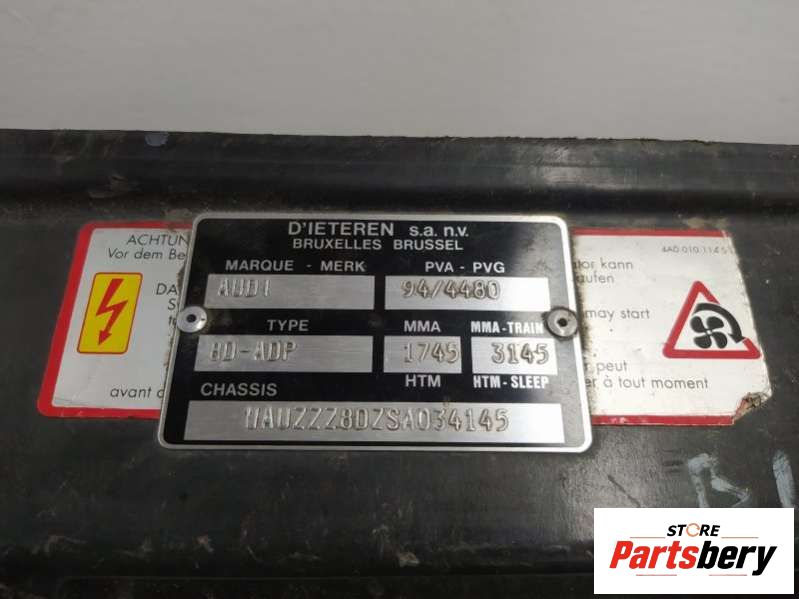 D'IETEREN s.a. n.v.
BRUXELLES BRUSSEL
MARQUE - MERK PVA - PVG
AUDI 94/4480
TYPE MMA MMA-TRAIN
8D-ADP 1745 3145
HTM HTM-SLEEP
CHASSIS
WAUZZZ8DZSA034145
ACHTUN
Vor dem Be
DA
S
avant d
4A0 010 114
ator kann
aufen
may start
r peut
er à tout moment
STORE
Partsbery